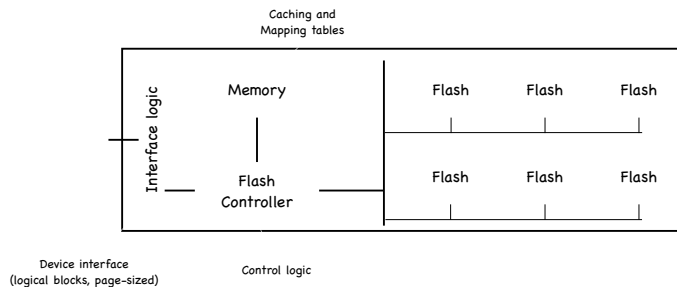 Caching and
Mapping tables
Interface logic
Memory
Flash
Flash
Flash
Flash
Controller
Flash
Flash
Flash
Device interface
(logical blocks, page-sized)
Control logic